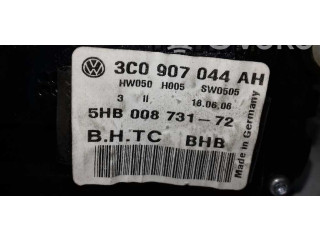 3C0 907 044 AH
HW050 H005 SW0505
3 II 16.06.06
5HB 008 731-72
B.H.TC BHB
Made in Germany